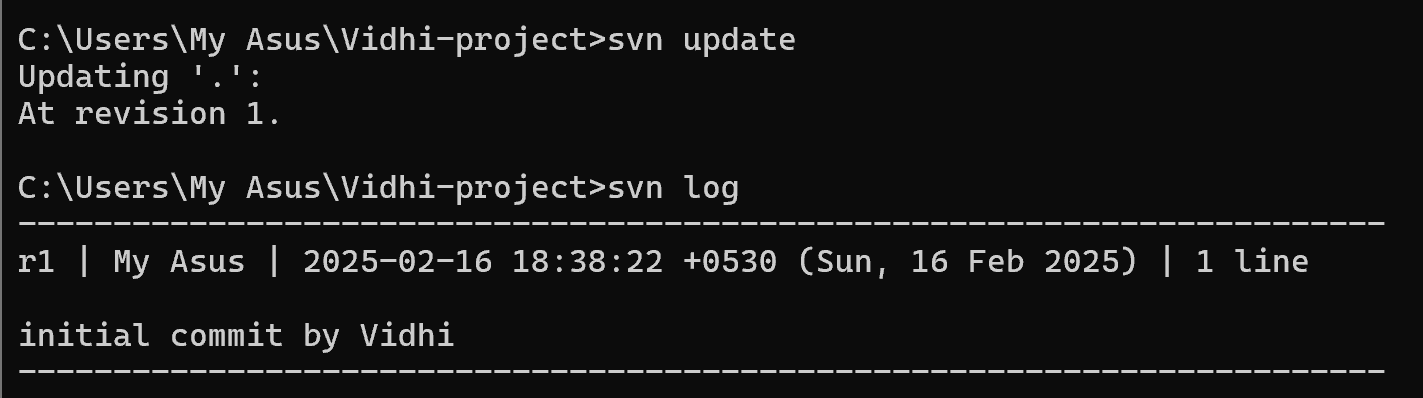 C:\Users\My Asus\Vidhi-project>svn update
Updating '.':
At revision 1.
C:\Users\My Asus\Vidhi-project>svn log
------------------------------------------------------------------------
r1 | My Asus | 2025-02-16 18:38:22 +0530 (Sun, 16 Feb 2025) | 1 line
initial commit by Vidhi
------------------------------------------------------------------------